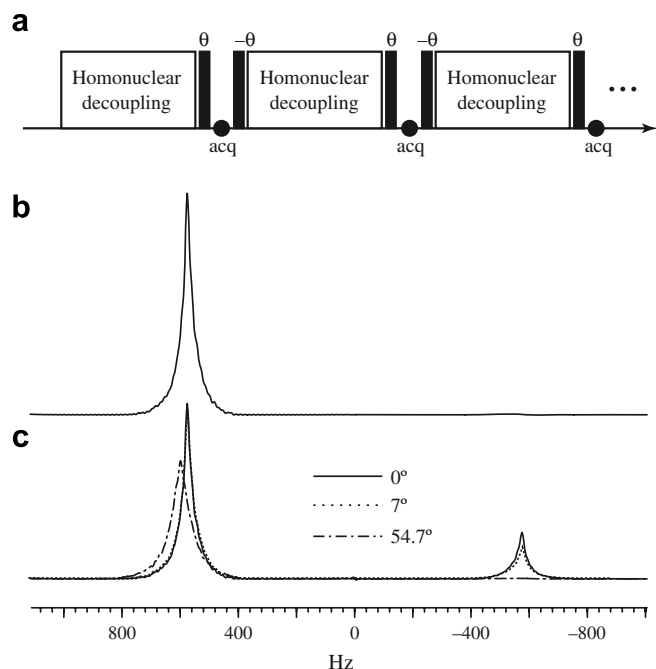 a
θ –θ θ –θ θ
Homonuclear decoupling
Homonuclear decoupling
Homonuclear decoupling
...
acq acq acq
b
c
0º
7º
54.7º
800 400 0 –400 –800
Hz